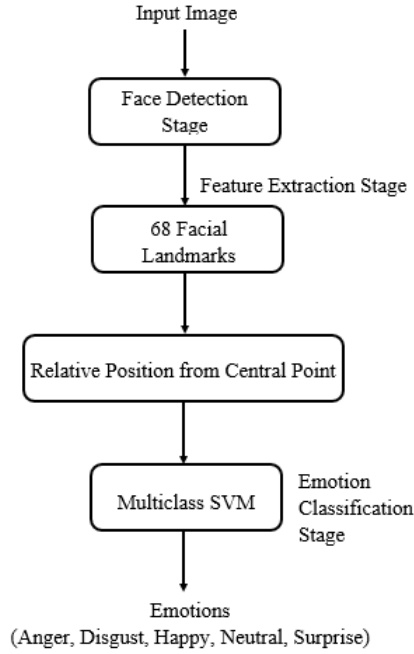 Input Image
Face Detection
Stage
Feature Extraction Stage
68 Facial
Landmarks
Relative Position from Central Point
Multiclass SVM
Emotion
Classification
Stage
Emotions
(Anger, Disgust, Happy, Neutral, Surprise)